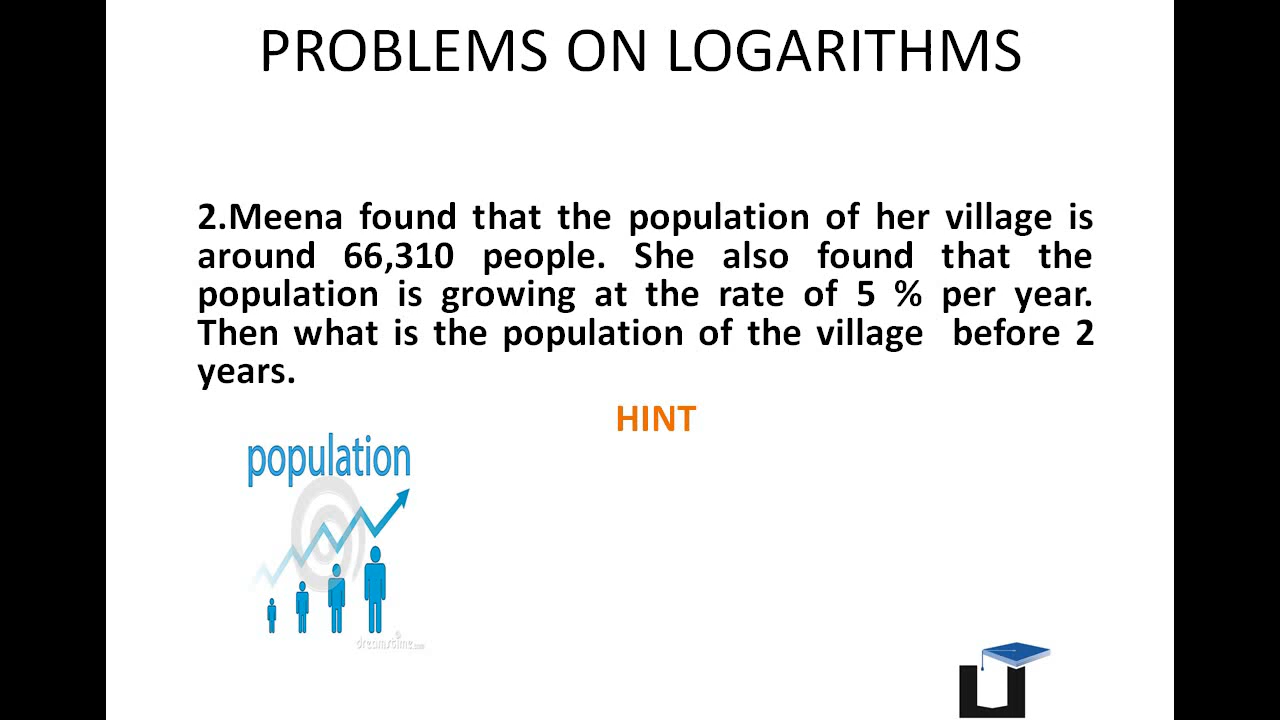 PROBLEMS ON LOGARITHMS
2.Meena found that the population of her village is
around 66,310 people. She also found that the
population is growing at the rate of 5 % per year.
Then what is the population of the village before 2
years.
HINT
population
dreamstime.com